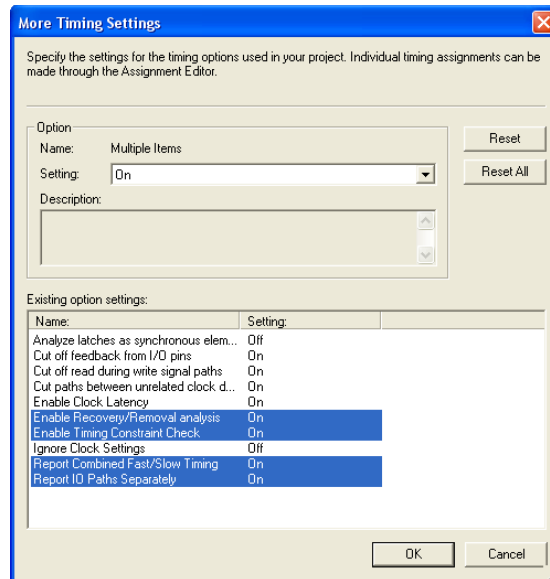 More Timing Settings
Specify the settings for the timing options used in your project. Individual timing assignments can be
made through the Assignment Editor.
Option
Name: Multiple Items
Reset
Setting: On
Reset All
Description:
Existing option settings:
Name: Setting:
Analyze latches as synchronous elem... Off
Cut off feedback from I/O pins On
Cut off read during write signal paths On
Cut paths between unrelated clock d... On
Enable Clock Latency On
Enable Recovery/Removal analysis On
Enable Timing Constraint Check On
Ignore Clock Settings Off
Report Combined Fast/Slow Timing On
Report IO Paths Separately On
OK Cancel